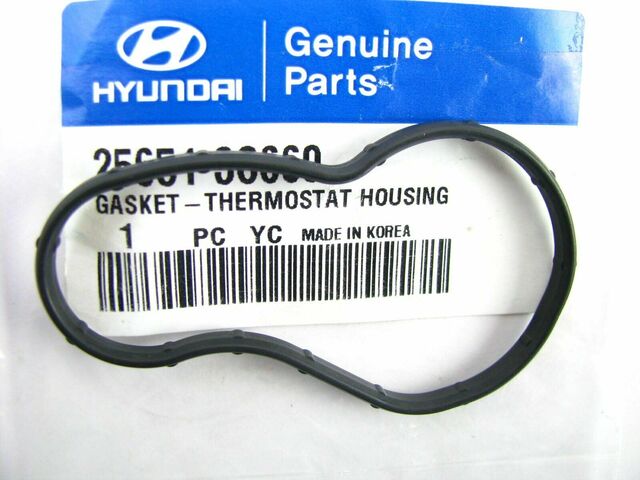 HYUNDAI
Genuine
Parts
GASKET-THERMOSTAT HOUSING
1 PC YC MADE IN KOREA